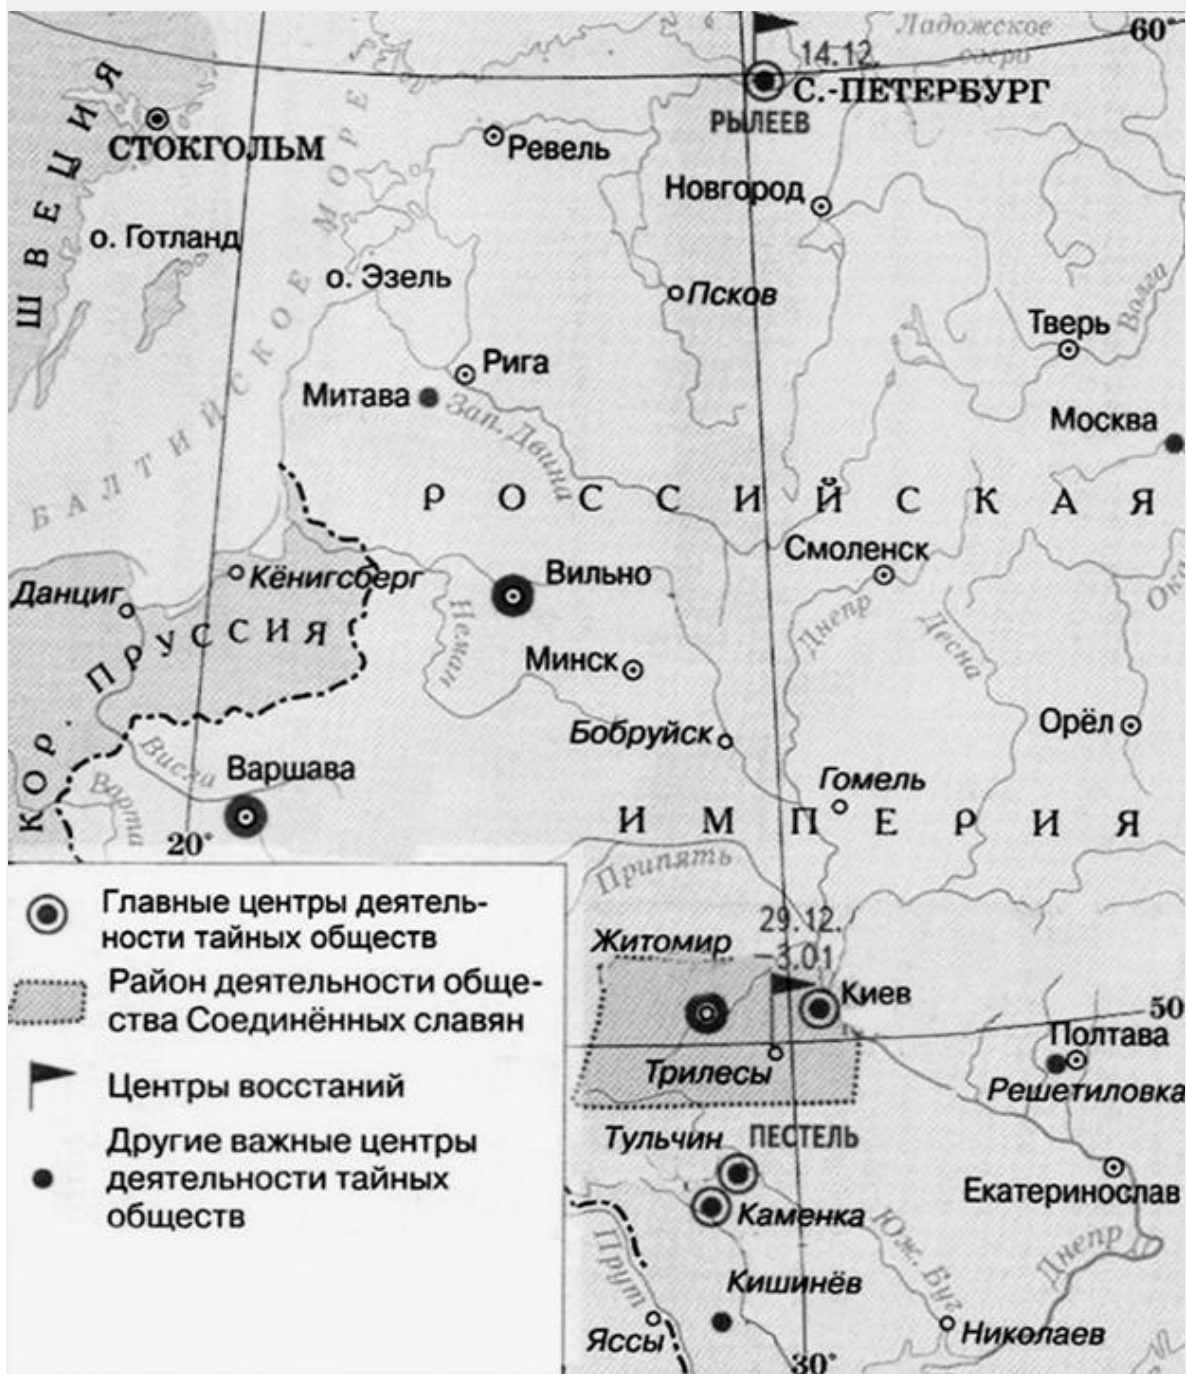 Ладожское
озеро
60°
14.12.
С.-ПЕТЕРБУРГ
РЫЛЕЕВ
ШВЕЦИЯ
СТОКГОЛЬМ
Ревель
Новгород
о. Готланд
о. Эзель
БАЛТИЙСКОЕ МОРЕ
Псков
Волга
Тверь
Рига
Митава
Зап. Двина
Москва
РОССИЙСКАЯ
Смоленск
Вильно
Кёнигсберг
Данциг
Неман
Днепр
Десна
Ока
КОР. ПРУССИЯ
Минск
Бобруйск
Орёл
Висла
Варта
Варшава
Гомель
ИМПЕРИЯ
20°
Припять
29.12.
–3.01
Житомир
Киев
50°
Полтава
Трилесы
Решетиловка
Тульчин
ПЕСТЕЛЬ
Екатеринослав
Каменка
Юж. Буг
Днепр
Прут
Кишинёв
Яссы
Николаев
30°
Главные центры деятель-
ности тайных обществ
Район деятельности обще-
ства Соединённых славян
Центры восстаний
Другие важные центры
деятельности тайных
обществ